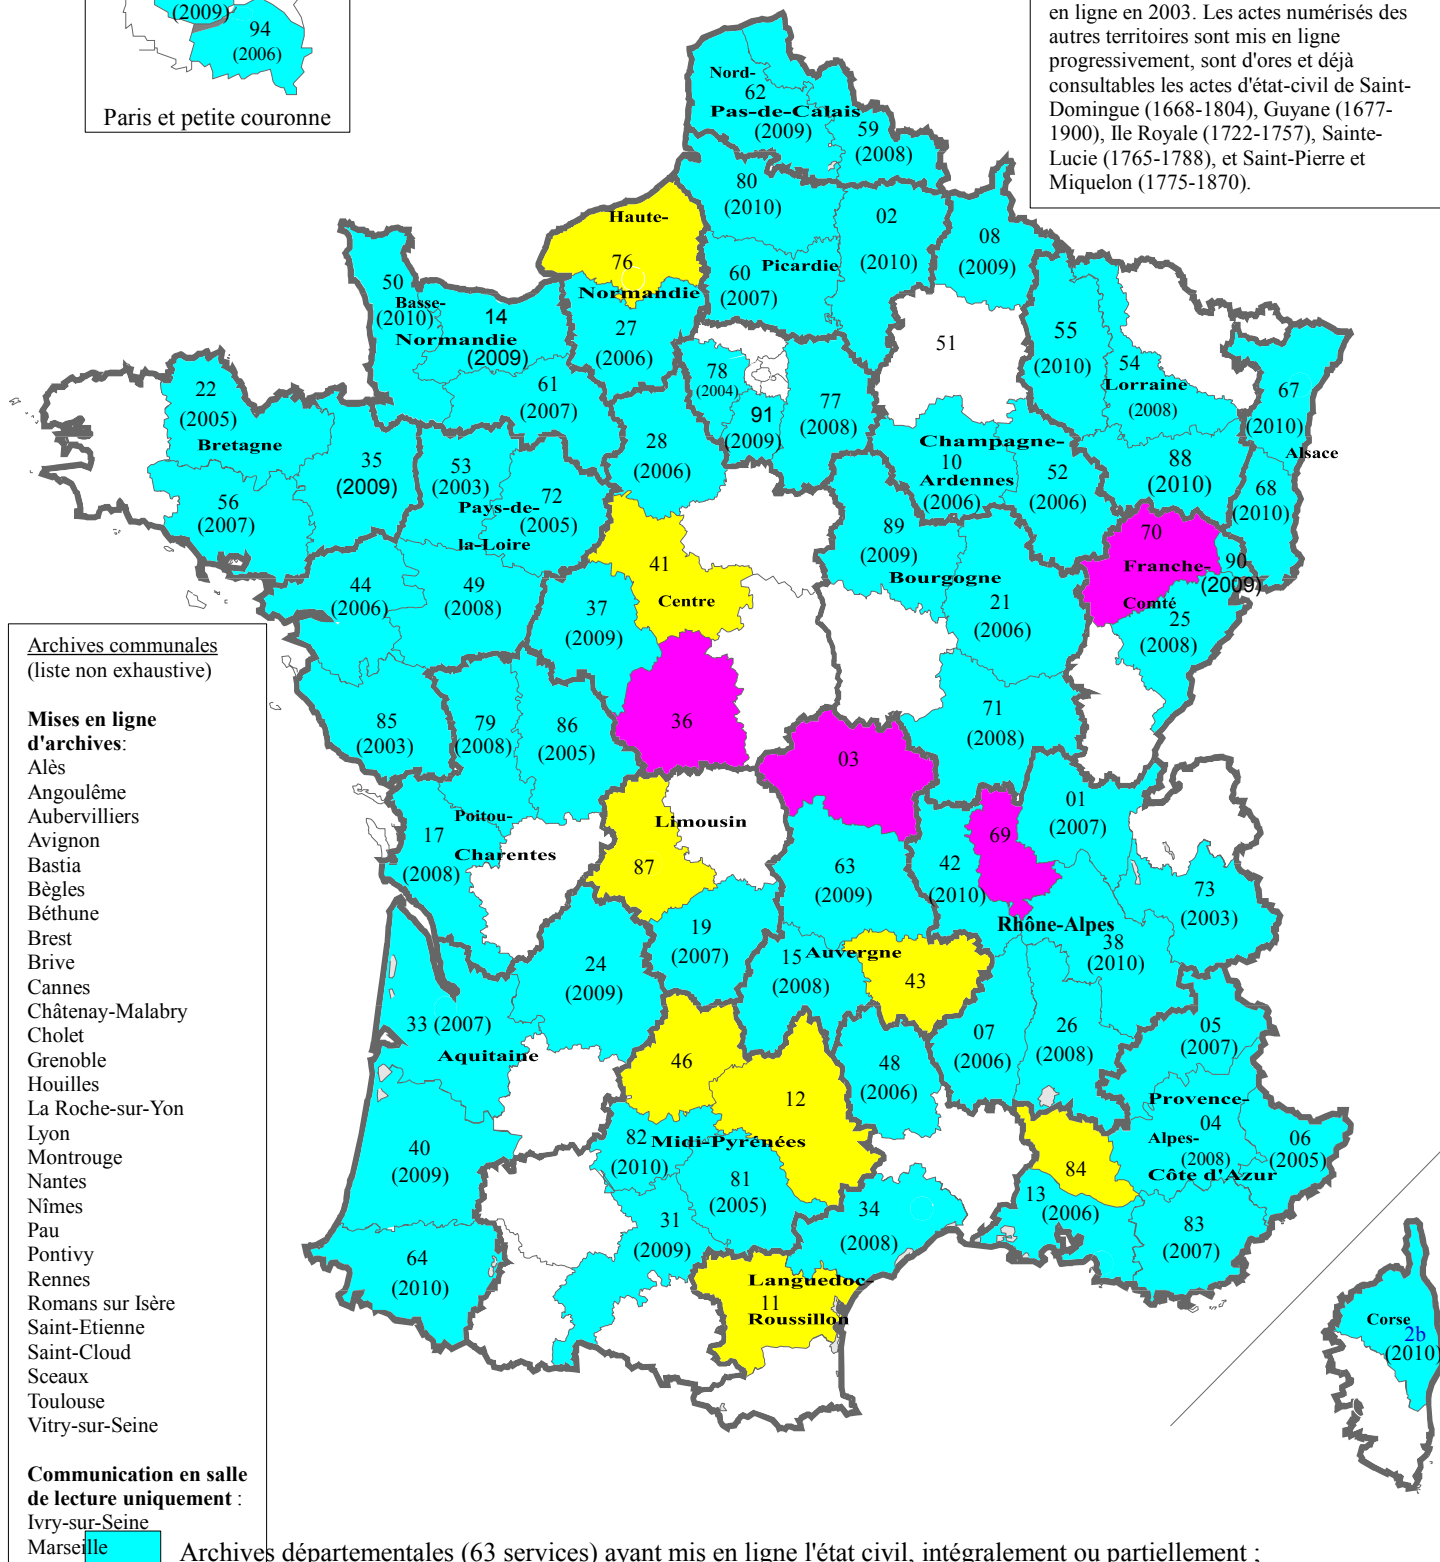 (2009)
94
(2006)
Paris et petite couronne
en ligne en 2003. Les actes numérisés des
autres territoires sont mis en ligne
progressivement, sont d'ores et déjà
consultables les actes d'état-civil de Saint-
Domingue (1668-1804), Guyane (1677-
1900), Ile Royale (1722-1757), Sainte-
Lucie (1765-1788), et Saint-Pierre et
Miquelon (1775-1870).
Nord-
62
Pas-de-Calais
(2009)
59
(2008)
80
(2010)
02
(2010)
08
(2009)
Haute-
76
Normandie
60
Picardie
(2007)
50
Basse-
(2010)
14
Normandie
(2009)
27
(2006)
51
55
(2010)
54
Lorraine
(2008)
78
(2004)
77
(2008)
91
(2009)
61
(2007)
67
(2010)
Alsace
22
(2005)
Bretagne
28
(2006)
Champagne-
10
Ardennes
(2006)
52
(2006)
88
(2010)
68
(2010)
35
(2009)
53
(2003)
72
Pays-de-
(2005)
la-Loire
56
(2007)
89
(2009)
Bourgogne
70
Franche-
Comté
90
(2009)
41
Centre
44
(2006)
49
(2008)
37
(2009)
21
(2006)
25
(2008)
Archives communales
(liste non exhaustive)
Mises en ligne
d'archives:
Alès
Angoulême
Aubervilliers
Avignon
Bastia
Bègles
Béthune
Brest
Brive
Cannes
Châtenay-Malabry
Cholet
Grenoble
Houilles
La Roche-sur-Yon
Lyon
Montrouge
Nantes
Nîmes
Pau
Pontivy
Rennes
Romans sur Isère
Saint-Etienne
Saint-Cloud
Sceaux
Toulouse
Vitry-sur-Seine
Communication en salle
de lecture uniquement :
Ivry-sur-Seine
Marseille
85
(2003)
79
(2008)
86
(2005)
36
03
71
(2008)
01
(2007)
Poitou-
17
Charentes
(2008)
Limousin
87
63
(2009)
42
(2010)
69
Rhône-Alpes
73
(2003)
38
(2010)
19
(2007)
15
Auvergne
(2008)
43
24
(2009)
33 (2007)
Aquitaine
46
12
48
(2006)
07
(2006)
26
(2008)
05
(2007)
Provence-
04
Alpes-
(2008)
Côte d'Azur
06
(2005)
84
13
(2006)
83
(2007)
40
(2009)
82
Midi-Pyrénées
(2010)
81
(2005)
31
(2009)
34
(2008)
64
(2010)
Languedoc-
11
Roussillon
Corse
2b
(2010)
Archives départementales (63 services) ayant mis en ligne l'état civil, intégralement ou partiellement ;